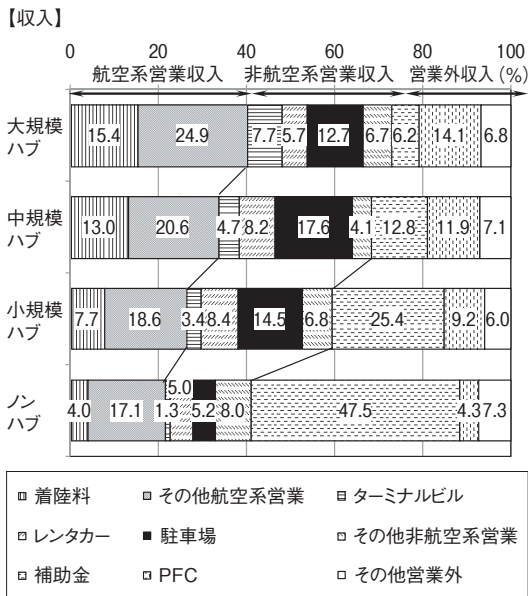 【収入】
0 20 40 60 80 100
航空系営業収入 非航空系営業収入 営業外収入(%)
大規模
ハブ
15.4 24.9 7.7 5.7 12.7 6.7 6.2 14.1 6.8
中規模
ハブ
13.0 20.6 4.7 8.2 17.6 4.1 12.8 11.9 7.1
小規模
ハブ
7.7 18.6 3.4 8.4 14.5 6.8 25.4 9.2 6.0
ノン
ハブ
4.0 17.1 1.3 5.0 5.2 8.0 47.5 4.3 7.3
着陸料 その他航空系営業 ターミナルビル
レンタカー 駐車場 その他非航空系営業
補助金 PFC その他営業外